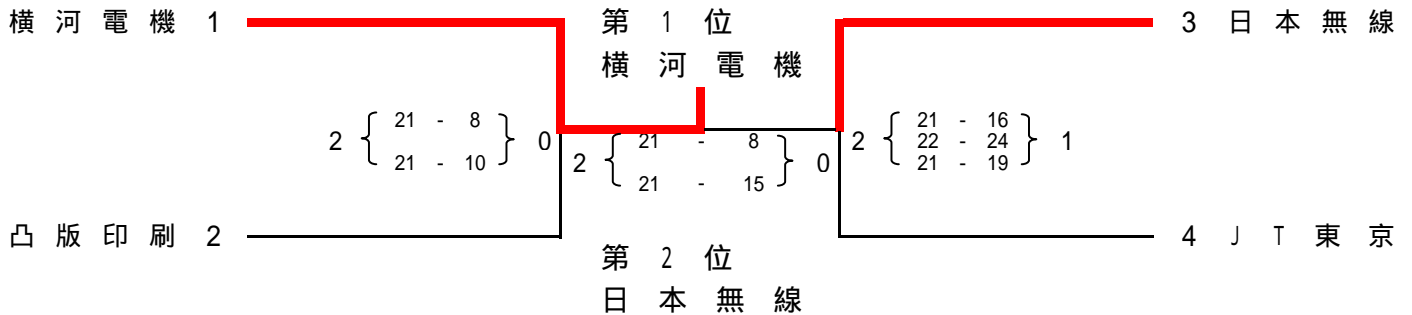 横河電機 1
第1位
3 日本無線
横河電機
2 { 21 - 8 } 0
21 - 10
2 { 21 - 8 } 0
21 - 15
2 { 21 - 16 } 1
22 - 24
21 - 19
凸版印刷 2
4 JT東京
第2位
日本無線